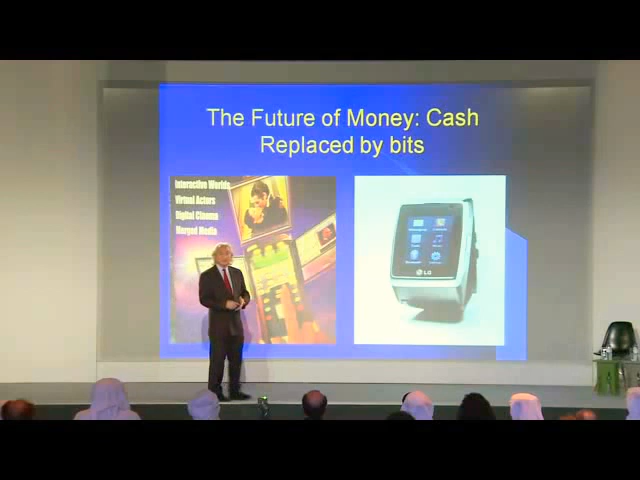 The Future of Money: Cash
Replaced by bits
Interactive Worlds
Virtual Actors
Digital Cinema
Merged Media
LG